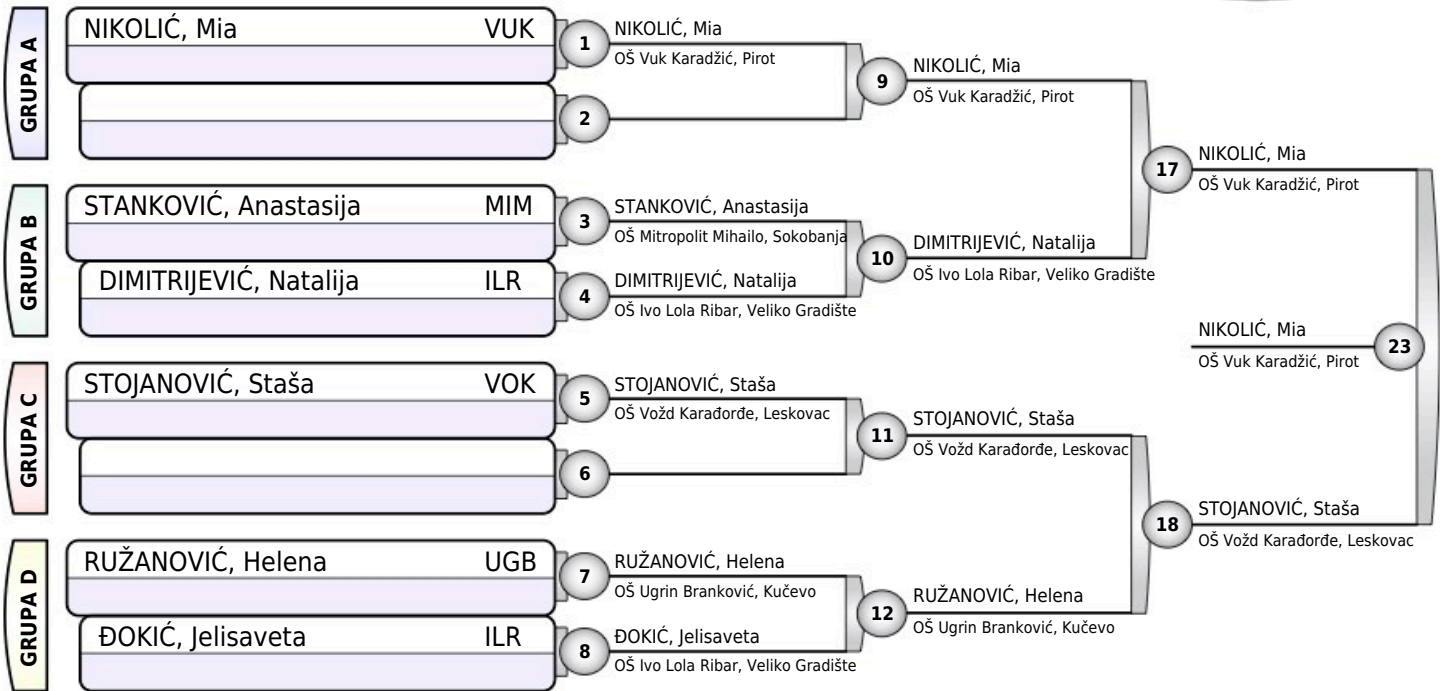 GRUPA A
NIKOLIĆ, Mia VUK
1
NIKOLIĆ, Mia
OŠ Vuk Karadžić, Pirot
2
9
NIKOLIĆ, Mia
OŠ Vuk Karadžić, Pirot
GRUPA B
STANKOVIĆ, Anastasija MIM
3
STANKOVIĆ, Anastasija
OŠ Mitropolit Mihailo, Sokobanja
DIMITRIJEVIĆ, Natalija ILR
4
DIMITRIJEVIĆ, Natalija
OŠ Ivo Lola Ribar, Veliko Gradište
10
DIMITRIJEVIĆ, Natalija
OŠ Ivo Lola Ribar, Veliko Gradište
17
NIKOLIĆ, Mia
OŠ Vuk Karadžić, Pirot
NIKOLIĆ, Mia
OŠ Vuk Karadžić, Pirot
23
GRUPA C
STOJANOVIĆ, Staša VOK
5
STOJANOVIĆ, Staša
OŠ Vožd Karađorđe, Leskovac
6
11
STOJANOVIĆ, Staša
OŠ Vožd Karađorđe, Leskovac
GRUPA D
RUŽANOVIĆ, Helena UGB
7
RUŽANOVIĆ, Helena
OŠ Ugrin Branković, Kučevo
ĐOKIĆ, Jelisaveta ILR
8
ĐOKIĆ, Jelisaveta
OŠ Ivo Lola Ribar, Veliko Gradište
12
RUŽANOVIĆ, Helena
OŠ Ugrin Branković, Kučevo
18
STOJANOVIĆ, Staša
OŠ Vožd Karađorđe, Leskovac